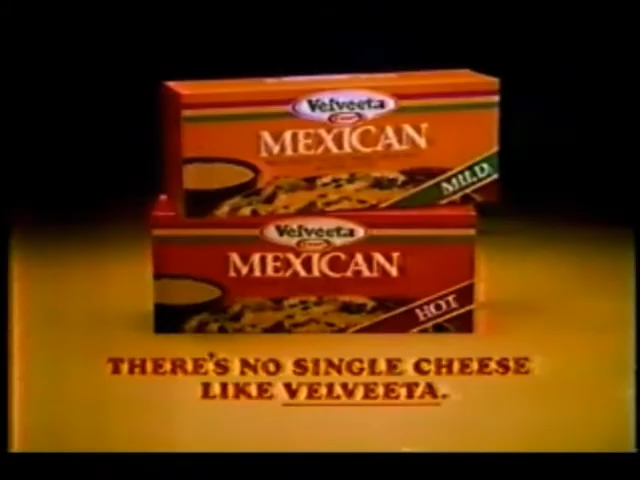 Velveeta
MEXICAN
MILD
Velveeta
MEXICAN
HOT
THERE'S NO SINGLE CHEESE
LIKE VELVEETA.